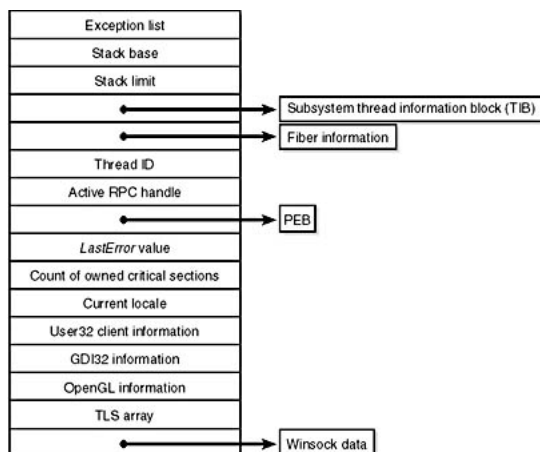 Exception list
Stack base
Stack limit
Subsystem thread information block (TIB)
Fiber information
Thread ID
Active RPC handle
PEB
LastError value
Count of owned critical sections
Current locale
User32 client information
GDI32 information
OpenGL information
TLS array
Winsock data